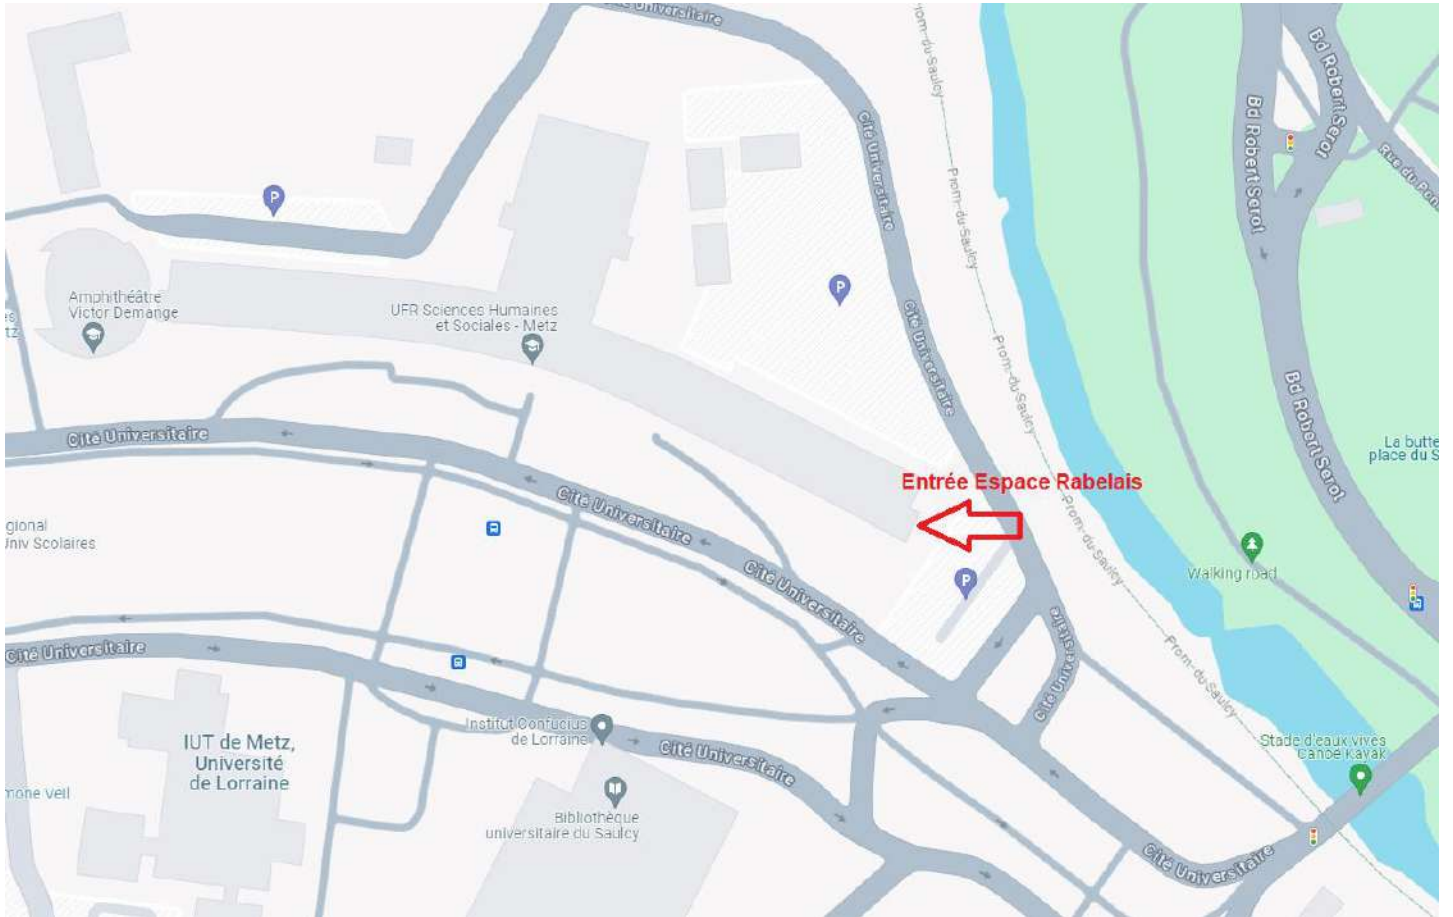 Cité Universitaire
Prom.-du-Saulcy
Bd Robert Serot
Bd Robert Serot
Rue du Pon
Cité Universitaire
Prom.-du-Saulcy
P
P
Amphithéâtre
Victor Demange
UFR Sciences Humaines
et Sociales - Metz
Cité Universitaire
Prom.-du-Saulcy
Bd Robert Serot
Cité Universitaire
La butte
place du S
Entrée Espace Rabelais
Cité Universitaire
Prom.-du-Saulcy
gional
Univ Scolaires
Walking road
P
Cité Universitaire
Cité Universitaire
Cité Universitaire
Prom.-du-Saulcy
Institut Confucius
de Lorraine
IUT de Metz,
Université
de Lorraine
Cité Universitaire
Stade d'eaux vives
Canoë Kayak
mone Veil
Bibliothèque
universitaire du Saulcy
Cité Universitaire